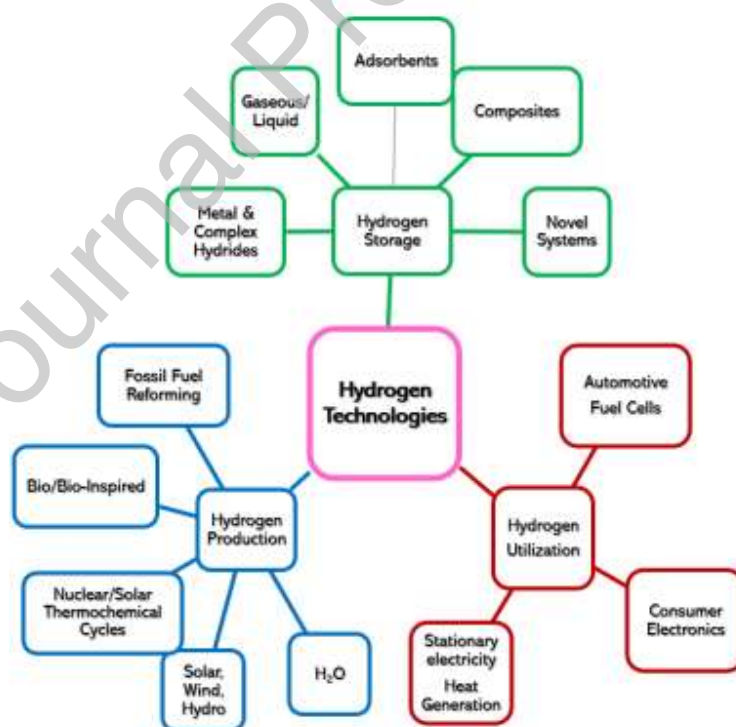 Journal Pre
Adsorbents
Gaseous/
Liquid
Composites
Metal &
Complex
Hydrides
Hydrogen
Storage
Novel
Systems
Hydrogen
Technologies
Fossil Fuel
Reforming
Automotive
Fuel Cells
Bio/Bio-Inspired
Hydrogen
Production
Hydrogen
Utilization
Nuclear/Solar
Thermochemical
Cycles
Consumer
Electronics
Solar,
Wind,
Hydro
H₂O
Stationary
electricity
Heat
Generation